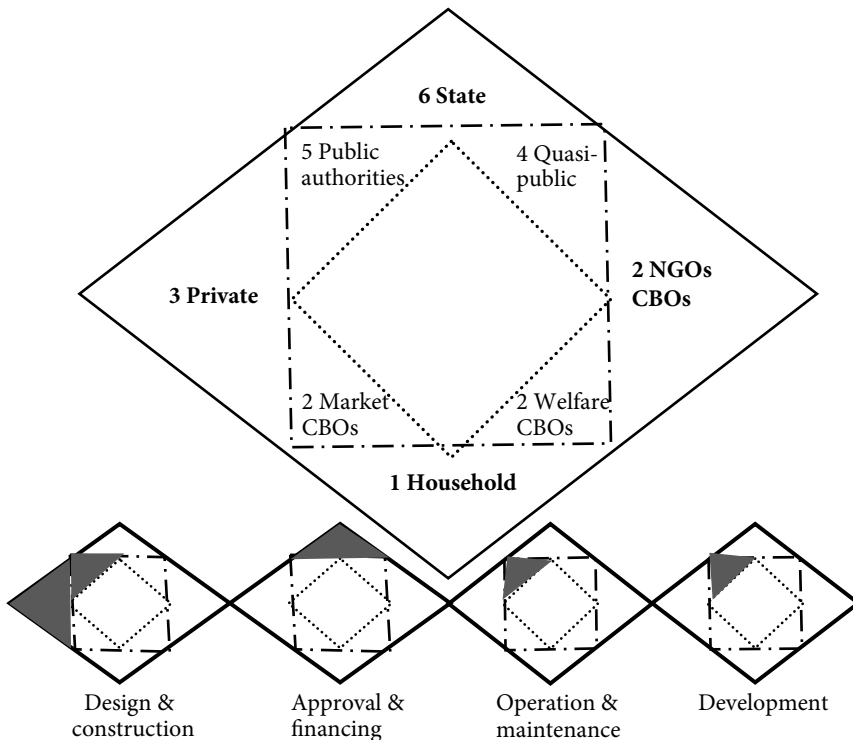 6 State
5 Public
authorities
4 Quasi-
public
3 Private
2 NGOs
CBOs
2 Market
CBOs
2 Welfare
CBOs
1 Household
Design &
construction
Approval &
financing
Operation &
maintenance
Development